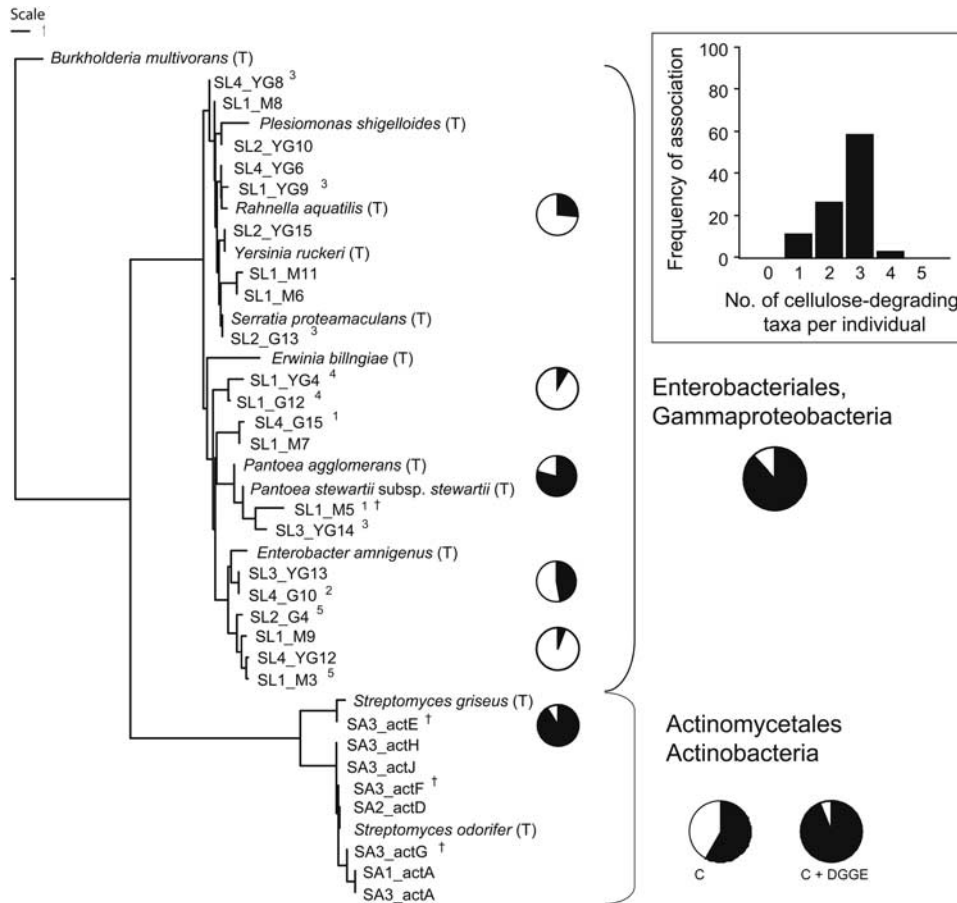 Scale
1
Burkholderia multivorans (T)
SL4_YG8 3
SL1_M8
Plesiomonas shigelloides (T)
SL2_YG10
SL4_YG6
SL1_YG9 3
Rahnella aquatilis (T)
SL2_YG15
Yersinia ruckeri (T)
SL1_M11
SL1_M6
Serratia proteamaculans (T)
SL2_G13 3
Erwinia billngiae (T)
SL1_YG4 4
SL1_G12 4
SL4_G15 1
SL1_M7
Pantoea agglomerans (T)
Pantoea stewartii subsp. stewartii (T)
SL1_M5 1 †
SL3_YG14 3
Enterobacter amnigenus (T)
SL3_YG13
SL4_G10 2
SL2_G4 5
SL1_M9
SL4_YG12
SL1_M3 5
Streptomyces griseus (T)
SA3_actE †
SA3_actH
SA3_actJ
SA3_actF †
SA2_actD
Streptomyces odorifer (T)
SA3_actG †
SA1_actA
SA3_actA
Frequency of association
100
80
60
40
20
0
0 1 2 3 4 5
No. of cellulose-degrading
taxa per individual
Enterobacteriales,
Gammaproteobacteria
Actinomycetales
Actinobacteria
C
C + DGGE